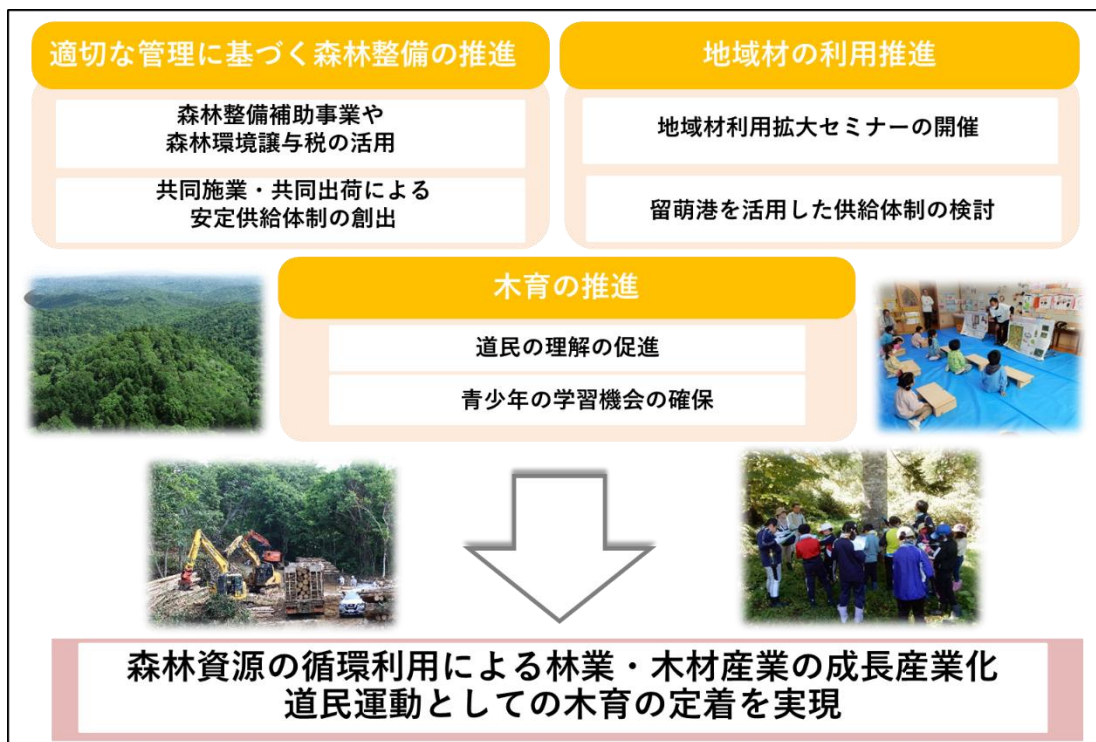 適切な管理に基づく森林整備の推進
森林整備補助事業や
森林環境譲与税の活用
共同施業・共同出荷による
安定供給体制の創出
地域材の利用推進
地域材利用拡大セミナーの開催
留萌港を活用した供給体制の検討
木育の推進
道民の理解の促進
青少年の学習機会の確保
森林資源の循環利用による林業・木材産業の成長産業化
道民運動としての木育の定着を実現